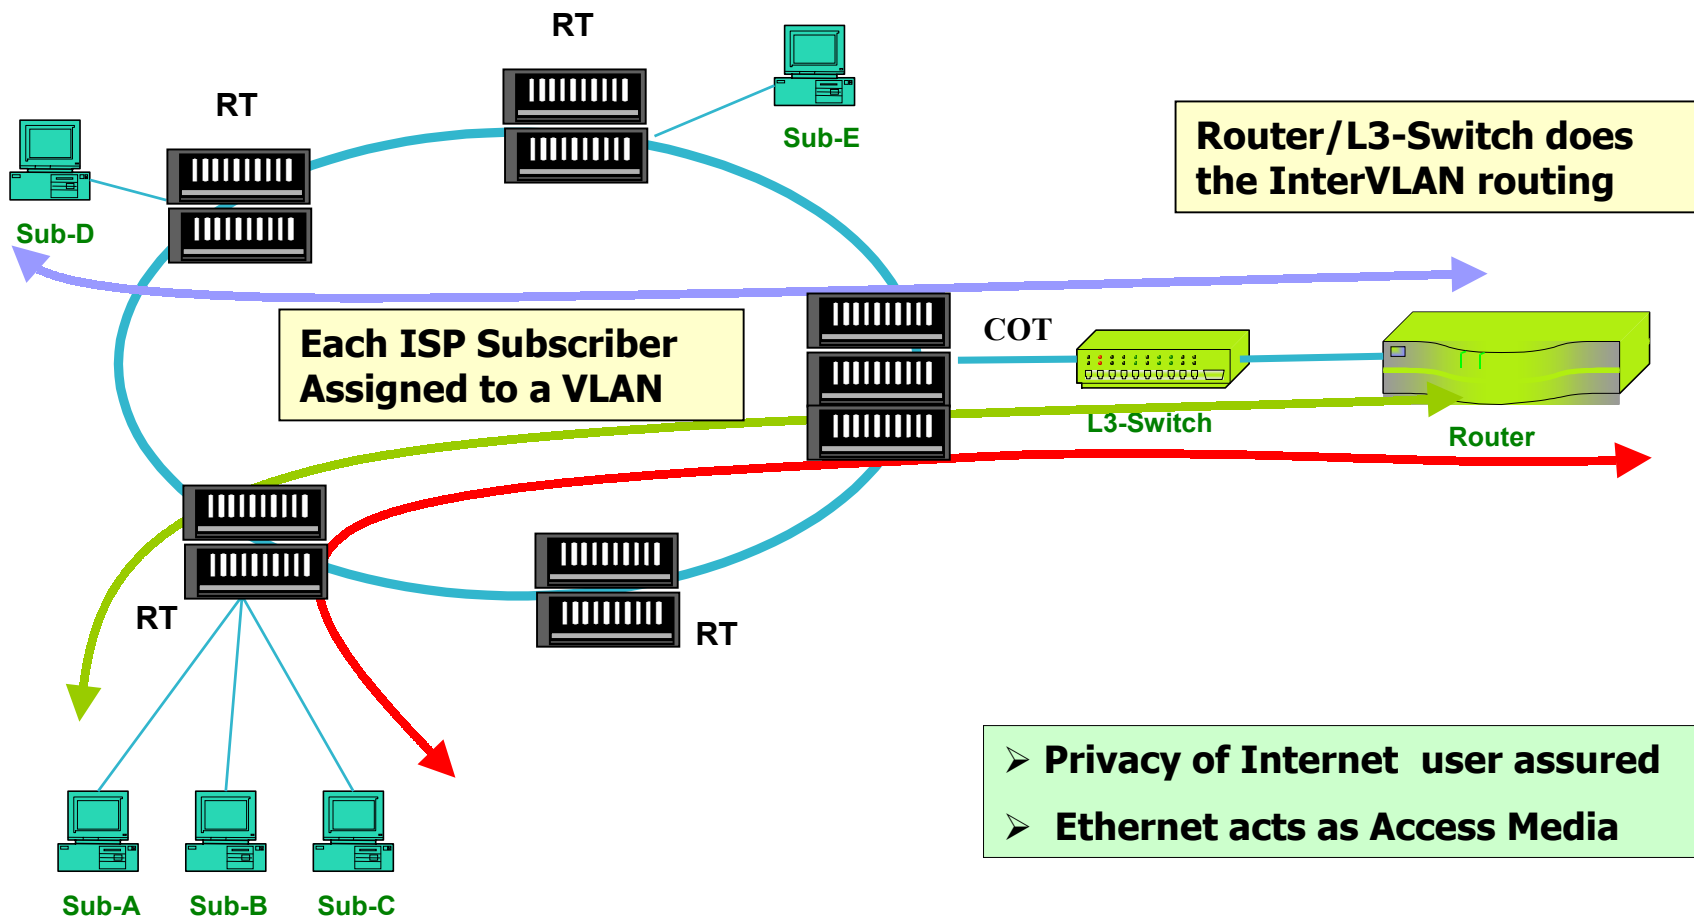 RT
RT
Sub-E
Sub-D
Router/L3-Switch does
the InterVLAN routing
Each ISP Subscriber
Assigned to a VLAN
COT
L3-Switch
Router
RT
RT
➢ Privacy of Internet user assured
➢ Ethernet acts as Access Media
Sub-A
Sub-B
Sub-C